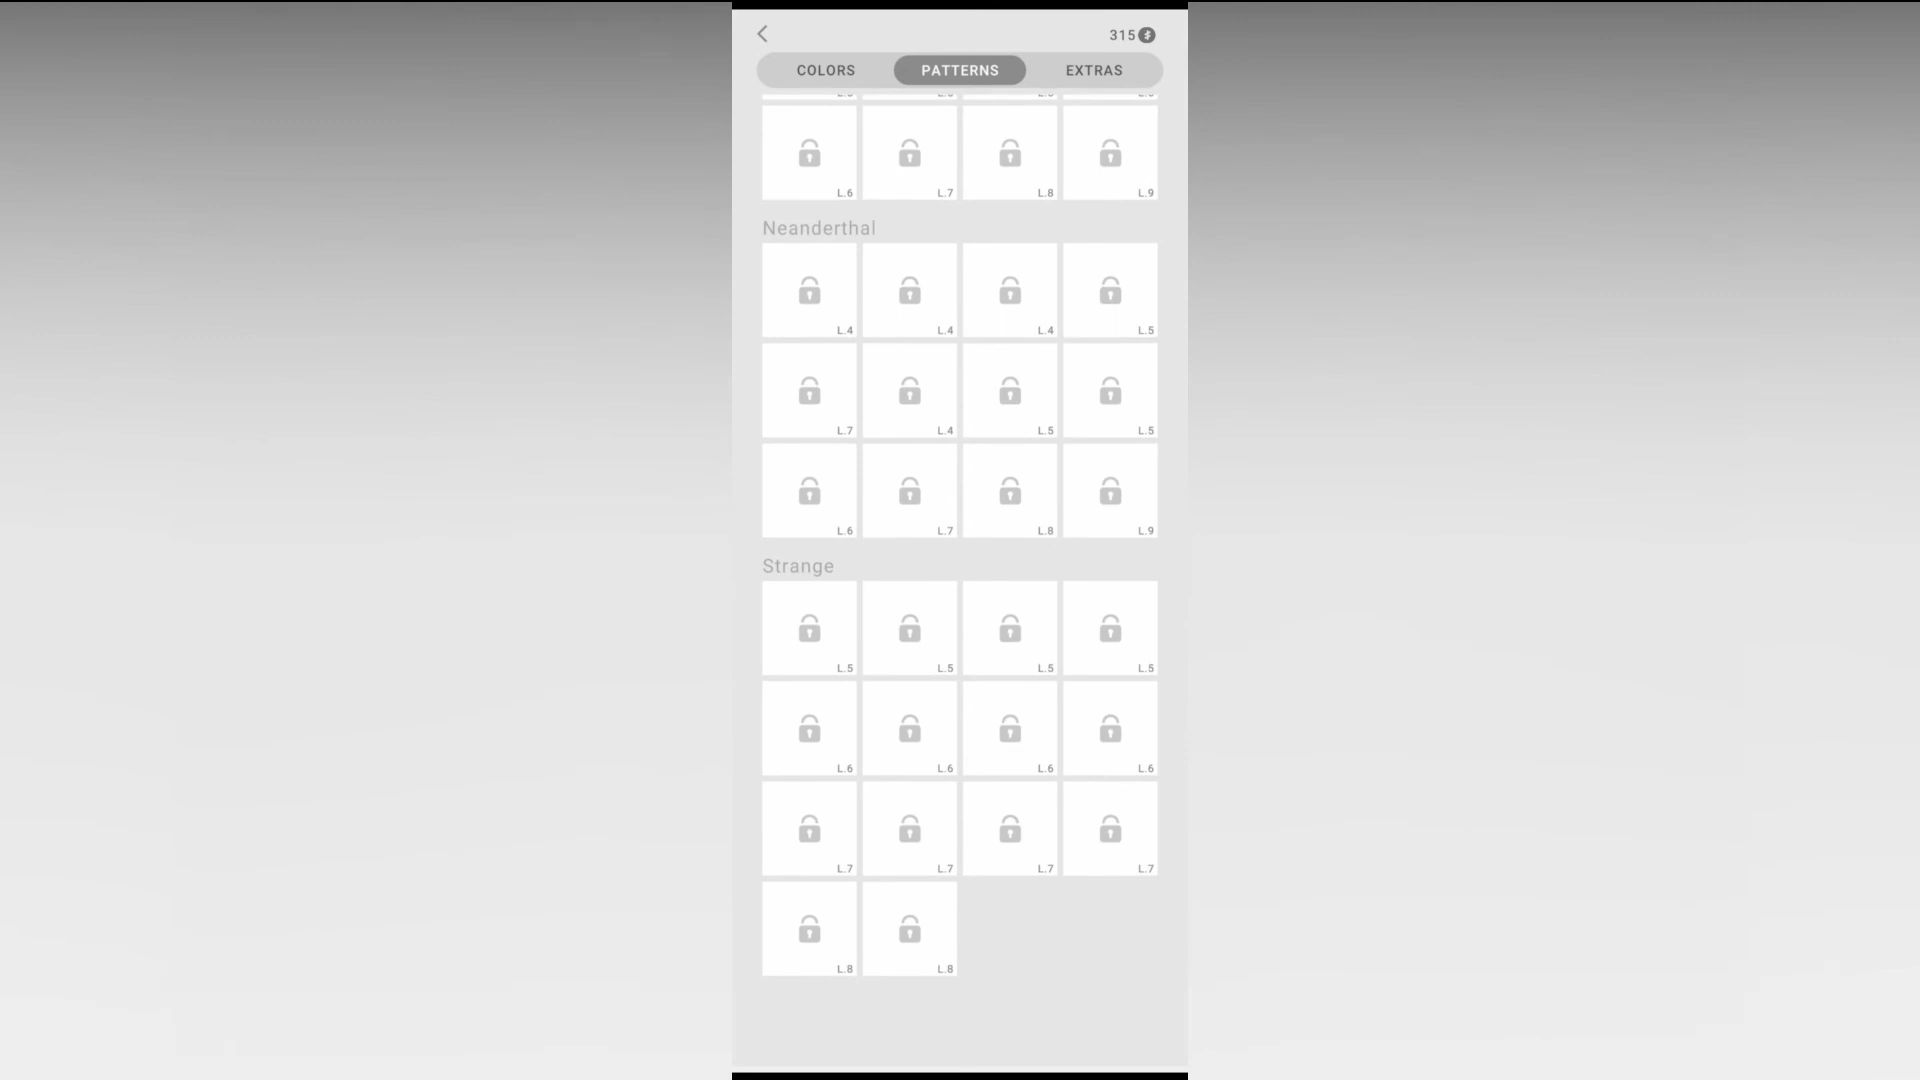 315
COLORS PATTERNS EXTRAS
L.6 L.7 L.8 L.9
Neanderthal
L.4 L.4 L.4 L.5
L.7 L.4 L.5 L.5
L.6 L.7 L.8 L.9
Strange
L.5 L.5 L.5 L.5
L.6 L.6 L.6 L.6
L.7 L.7 L.7 L.7
L.8 L.8